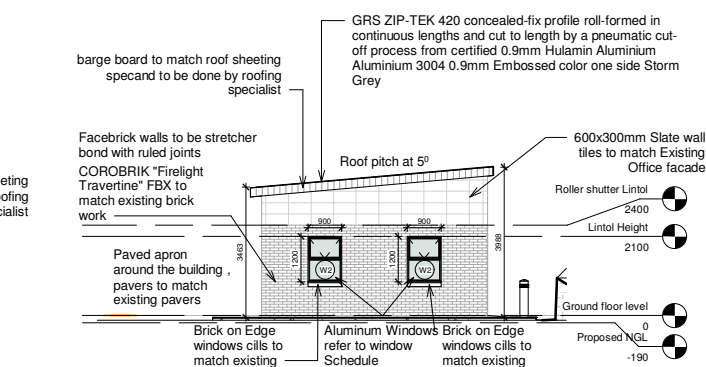 GRS ZIP-TEK 420 concealed-fix profile roll-formed in
continuous lengths and cut to length by a pneumatic cut-
off process from certified 0.9mm Hulamin Aluminium
Aluminium 3004 0.9mm Embossed color one side Storm
Grey
barge board to match roof sheeting
specand to be done by roofing
specialist
Facebrick walls to be stretcher
bond with ruled joints
COROBRIK "Firelight
Travertine" FBX to
match existing brick
work
Roof pitch at 5⁰
600x300mm Slate wall
tiles to match Existing
Office facade
eeting
ofing
cialist
Roller shutter Lintol
2400
Lintol Height
2100
900
900
3463
1200
1200
3988
W2
W2
Paved apron
around the building ,
pavers to match
existing pavers
Ground floor level
0
Proposed NGL
-190
Brick on Edge
windows cills to
match existing
Aluminum Windows
refer to window
Schedule
Brick on Edge
windows cills to
match existing